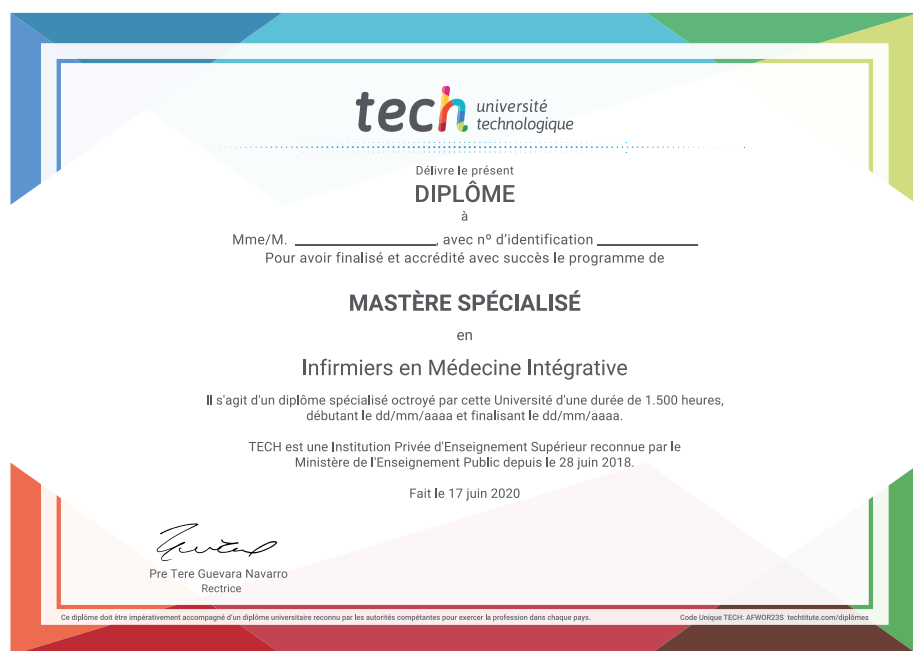 tech université
technologique
Délivre le présent
DIPLÔME
à
Mme/M. ____________________, avec nº d'identification ______________
Pour avoir finalisé et accrédité avec succès le programme de
MASTÈRE SPÉCIALISÉ
en
Infirmiers en Médecine Intégrative
Il s'agit d'un diplôme spécialisé octroyé par cette Université d'une durée de 1.500 heures,
débutant le dd/mm/aaaa et finalisant le dd/mm/aaaa.
TECH est une Institution Privée d'Enseignement Supérieur reconnue par le
Ministère de l'Enseignement Public depuis le 28 juin 2018.
Fait le 17 juin 2020
Pre Tere Guevara Navarro
Rectrice
Ce diplôme doit être impérativement accompagné d'un diplôme universitaire reconnu par les autorités compétantes pour exercer la profession dans chaque pays. Code Unique TECH: AFWOR23S techtitute.com/diplômes